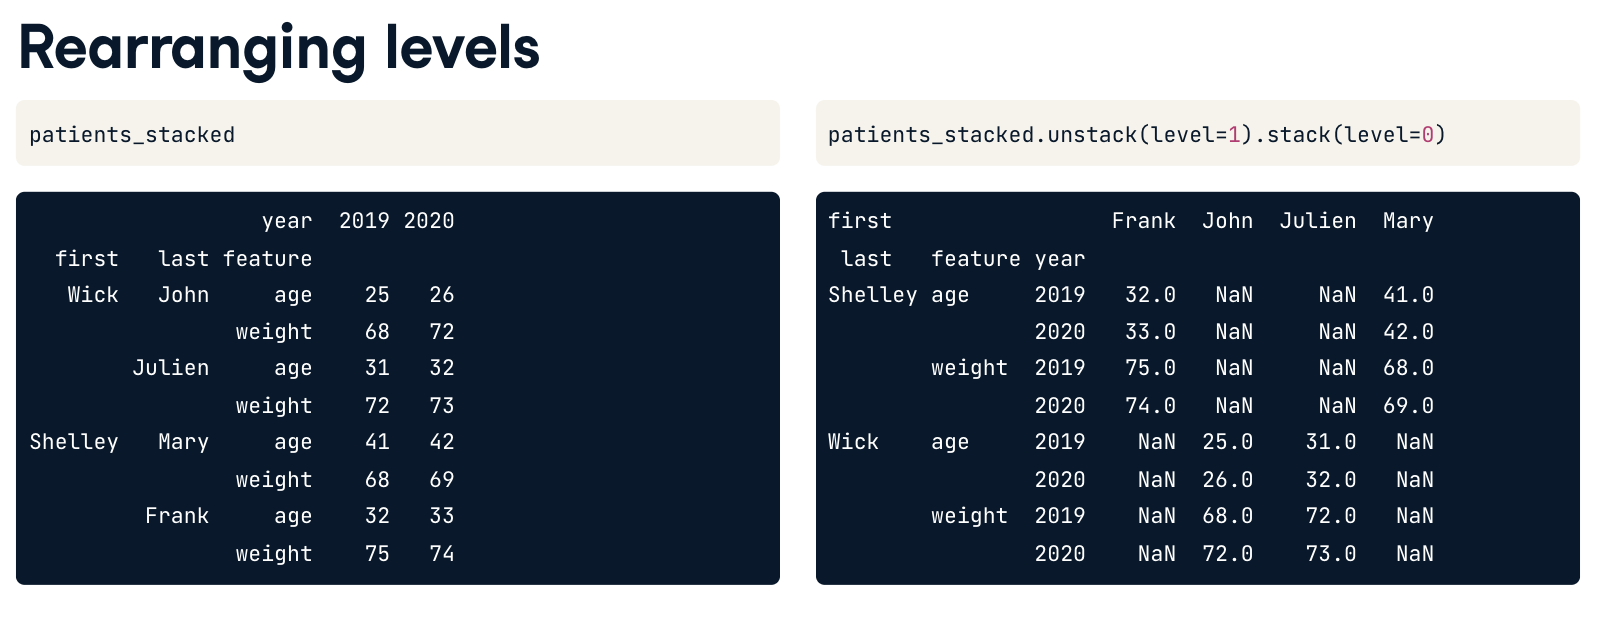 Rearranging levels
patients_stacked
year 2019 2020
first last feature
Wick John age 25 26
weight 68 72
Julien age 31 32
weight 72 73
Shelley Mary age 41 42
weight 68 69
Frank age 32 33
weight 75 74
patients_stacked.unstack(level=1).stack(level=0)
first Frank John Julien Mary
last feature year
Shelley age 2019 32.0 NaN NaN 41.0
2020 33.0 NaN NaN 42.0
weight 2019 75.0 NaN NaN 68.0
2020 74.0 NaN NaN 69.0
Wick age 2019 NaN 25.0 31.0 NaN
2020 NaN 26.0 32.0 NaN
weight 2019 NaN 68.0 72.0 NaN
2020 NaN 72.0 73.0 NaN